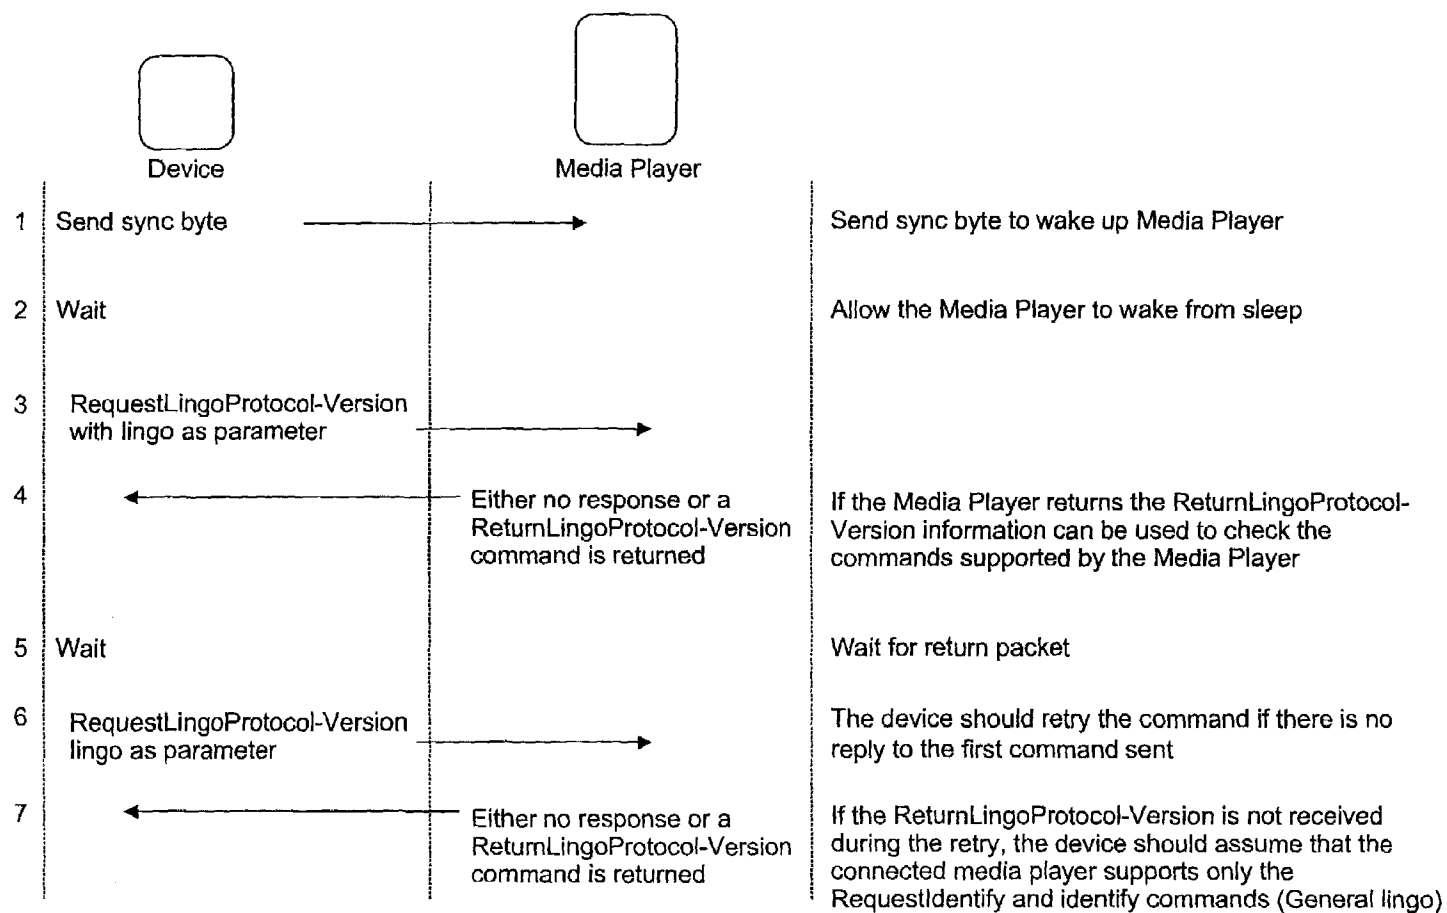 Device
Media Player
1 Send sync byte Send sync byte to wake up Media Player
2 Wait Allow the Media Player to wake from sleep
3 RequestLingoProtocol-Version
with lingo as parameter
4 Either no response or a
ReturnLingoProtocol-Version
command is returned
If the Media Player returns the ReturnLingoProtocol-
Version information can be used to check the
commands supported by the Media Player
5 Wait Wait for return packet
6 RequestLingoProtocol-Version
lingo as parameter
The device should retry the command if there is no
reply to the first command sent
7 Either no response or a
ReturnLingoProtocol-Version
command is returned
If the ReturnLingoProtocol-Version is not received
during the retry, the device should assume that the
connected media player supports only the
RequestIdentify and identify commands (General lingo)